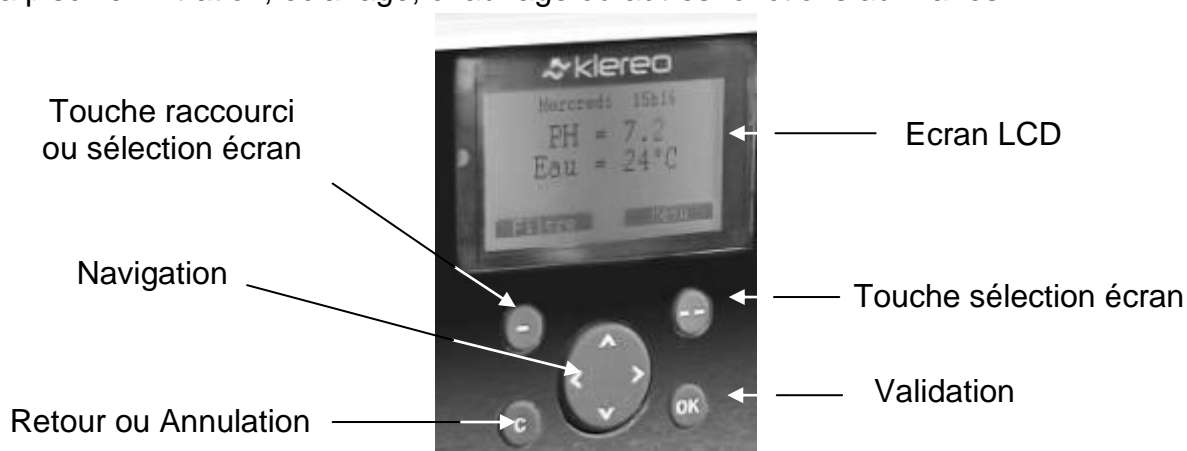 klereo
Mercredi 15h16
PH = 7.2
Eau = 24°C
Filtre Menu
Touche raccourci
ou sélection écran
Ecran LCD
Navigation
Touche sélection écran
- --
Retour ou Annulation
Validation
C OK